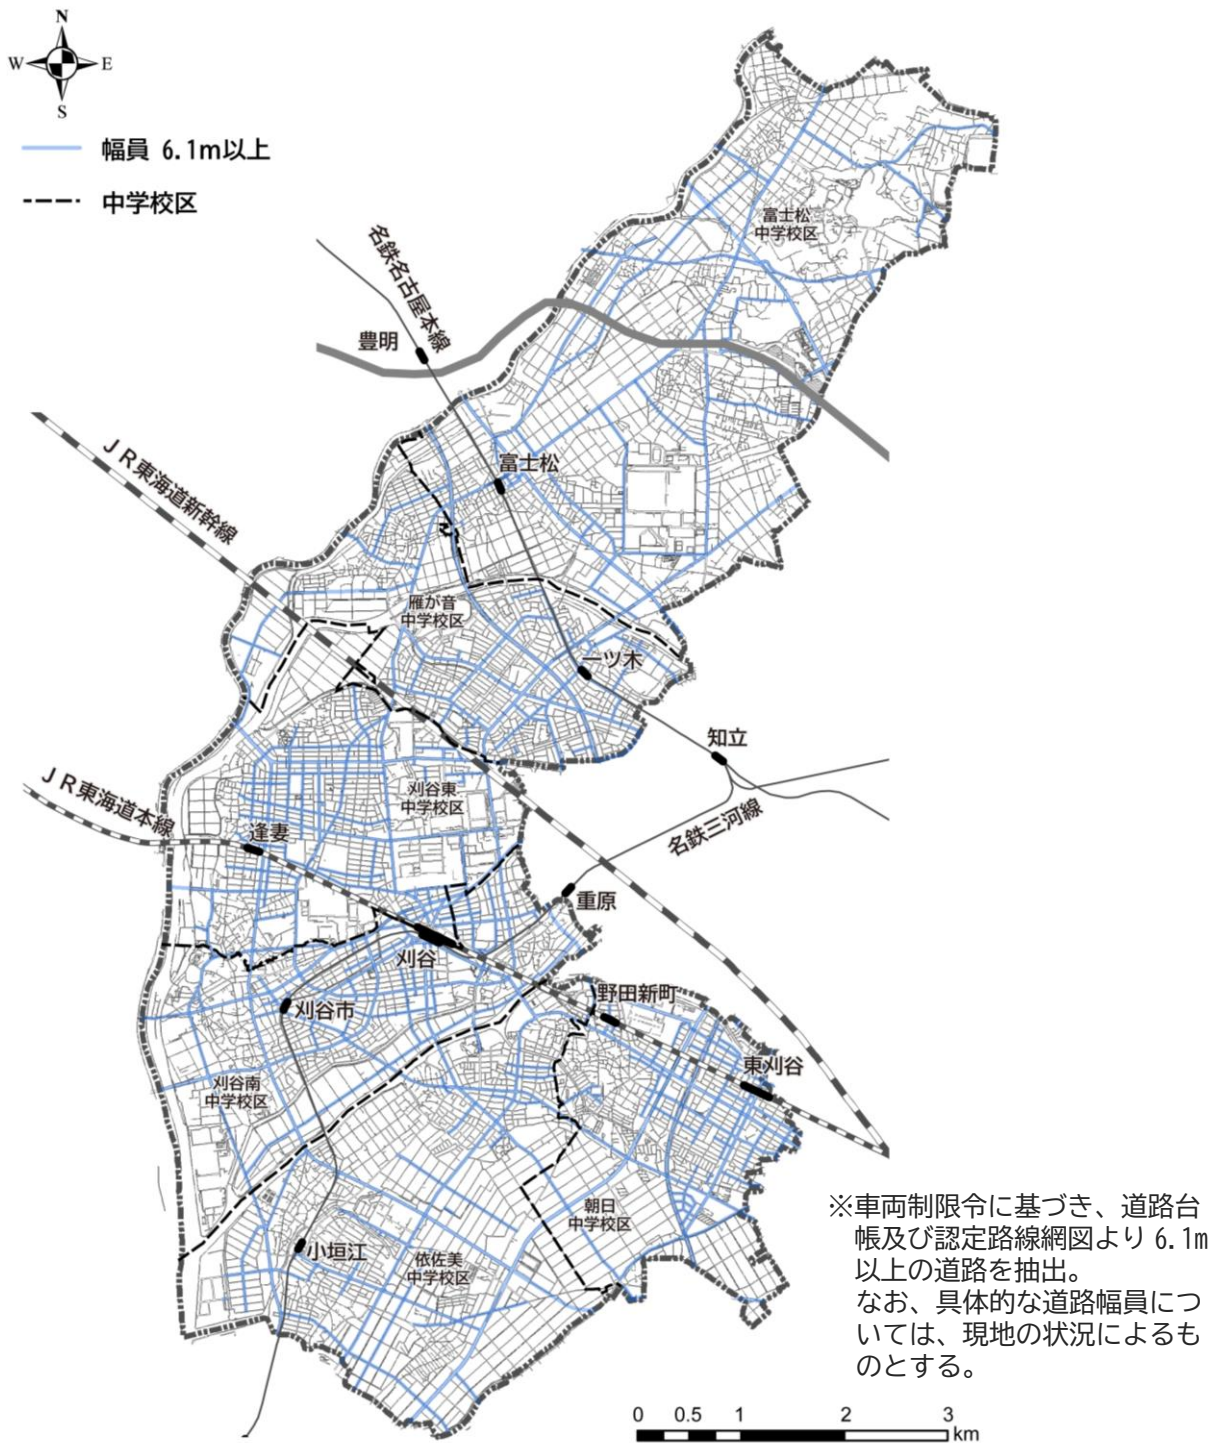 N
W E
S
幅員 6.1m以上
中学校区
富士松
中学校区
名鉄名古屋本線
豊明
JR東海道新幹線
富士松
雁が音
中学校区
一ツ木
知立
JR東海道本線
刈谷東
中学校区
名鉄三河線
逢妻
重原
刈谷
野田新町
刈谷市
東刈谷
刈谷南
中学校区
朝日
中学校区
小垣江
依佐美
中学校区
※車両制限令に基づき、道路台
帳及び認定路線網図より 6.1m
以上の道路を抽出。
なお、具体的な道路幅員につ
いては、現地の状況によるも
のとする。
0 0.5 1 2 3
km